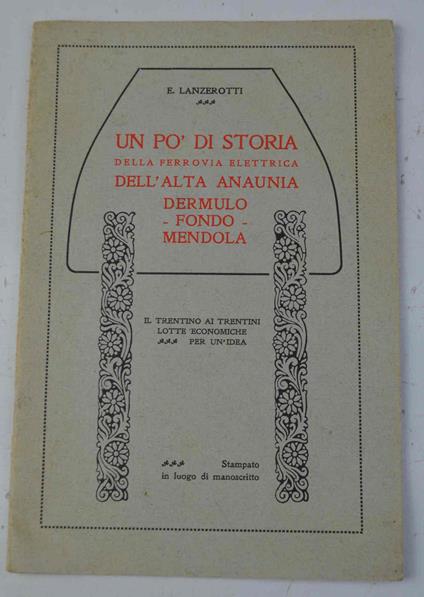 E. LANZEROTTI
UN PO' DI STORIA
DELLA FERROVIA ELETTRICA
DELL'ALTA ANAUNIA
DERMULO
- FONDO -
MENDOLA
IL TRENTINO AI TRENTINI
LOTTE ECONOMICHE
PER UN'IDEA
Stampato
in luogo di manoscritto